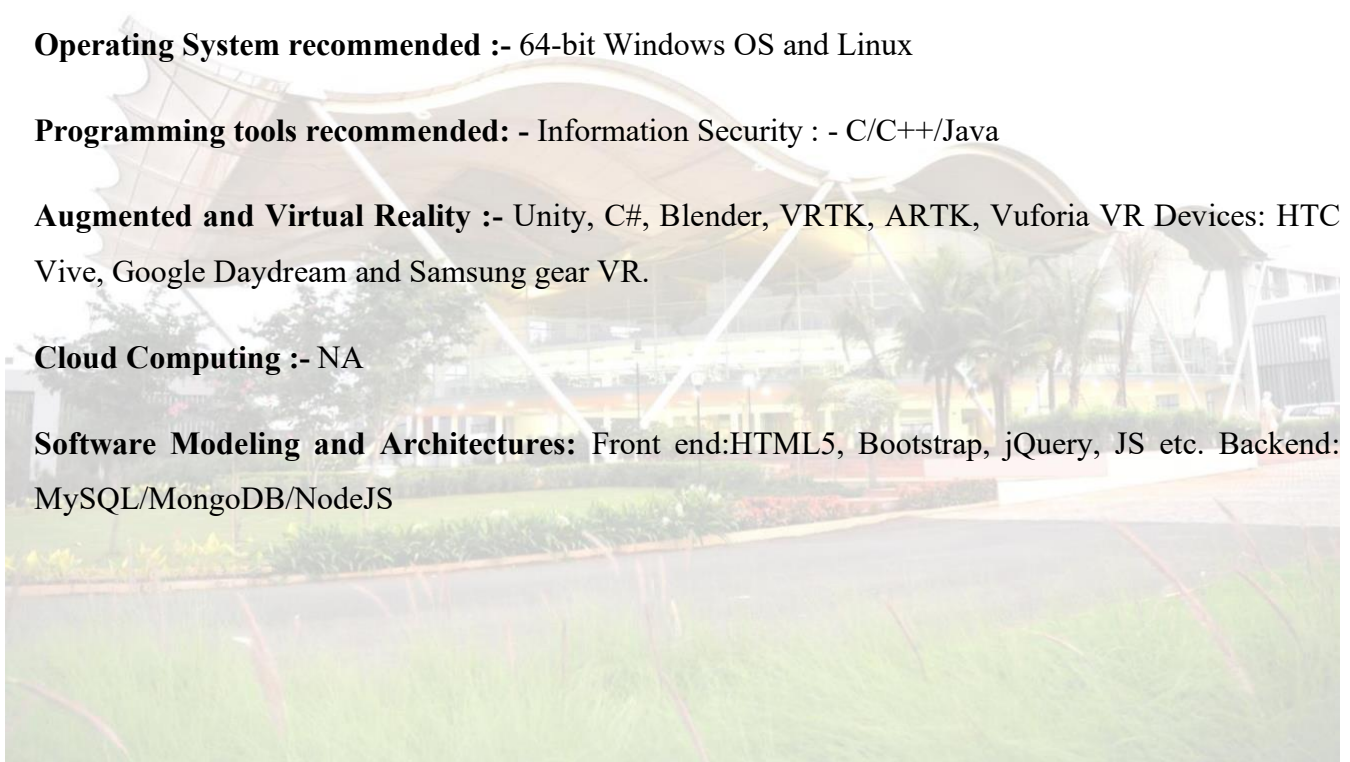 Operating System recommended :- 64-bit Windows OS and Linux
Programming tools recommended: - Information Security : - C/C++/Java
Augmented and Virtual Reality :- Unity, C#, Blender, VRTK, ARTK, Vuforia VR Devices: HTC
Vive, Google Daydream and Samsung gear VR.
Cloud Computing :- NA
Software Modeling and Architectures: Front end:HTML5, Bootstrap, jQuery, JS etc. Backend:
MySQL/MongoDB/NodeJS